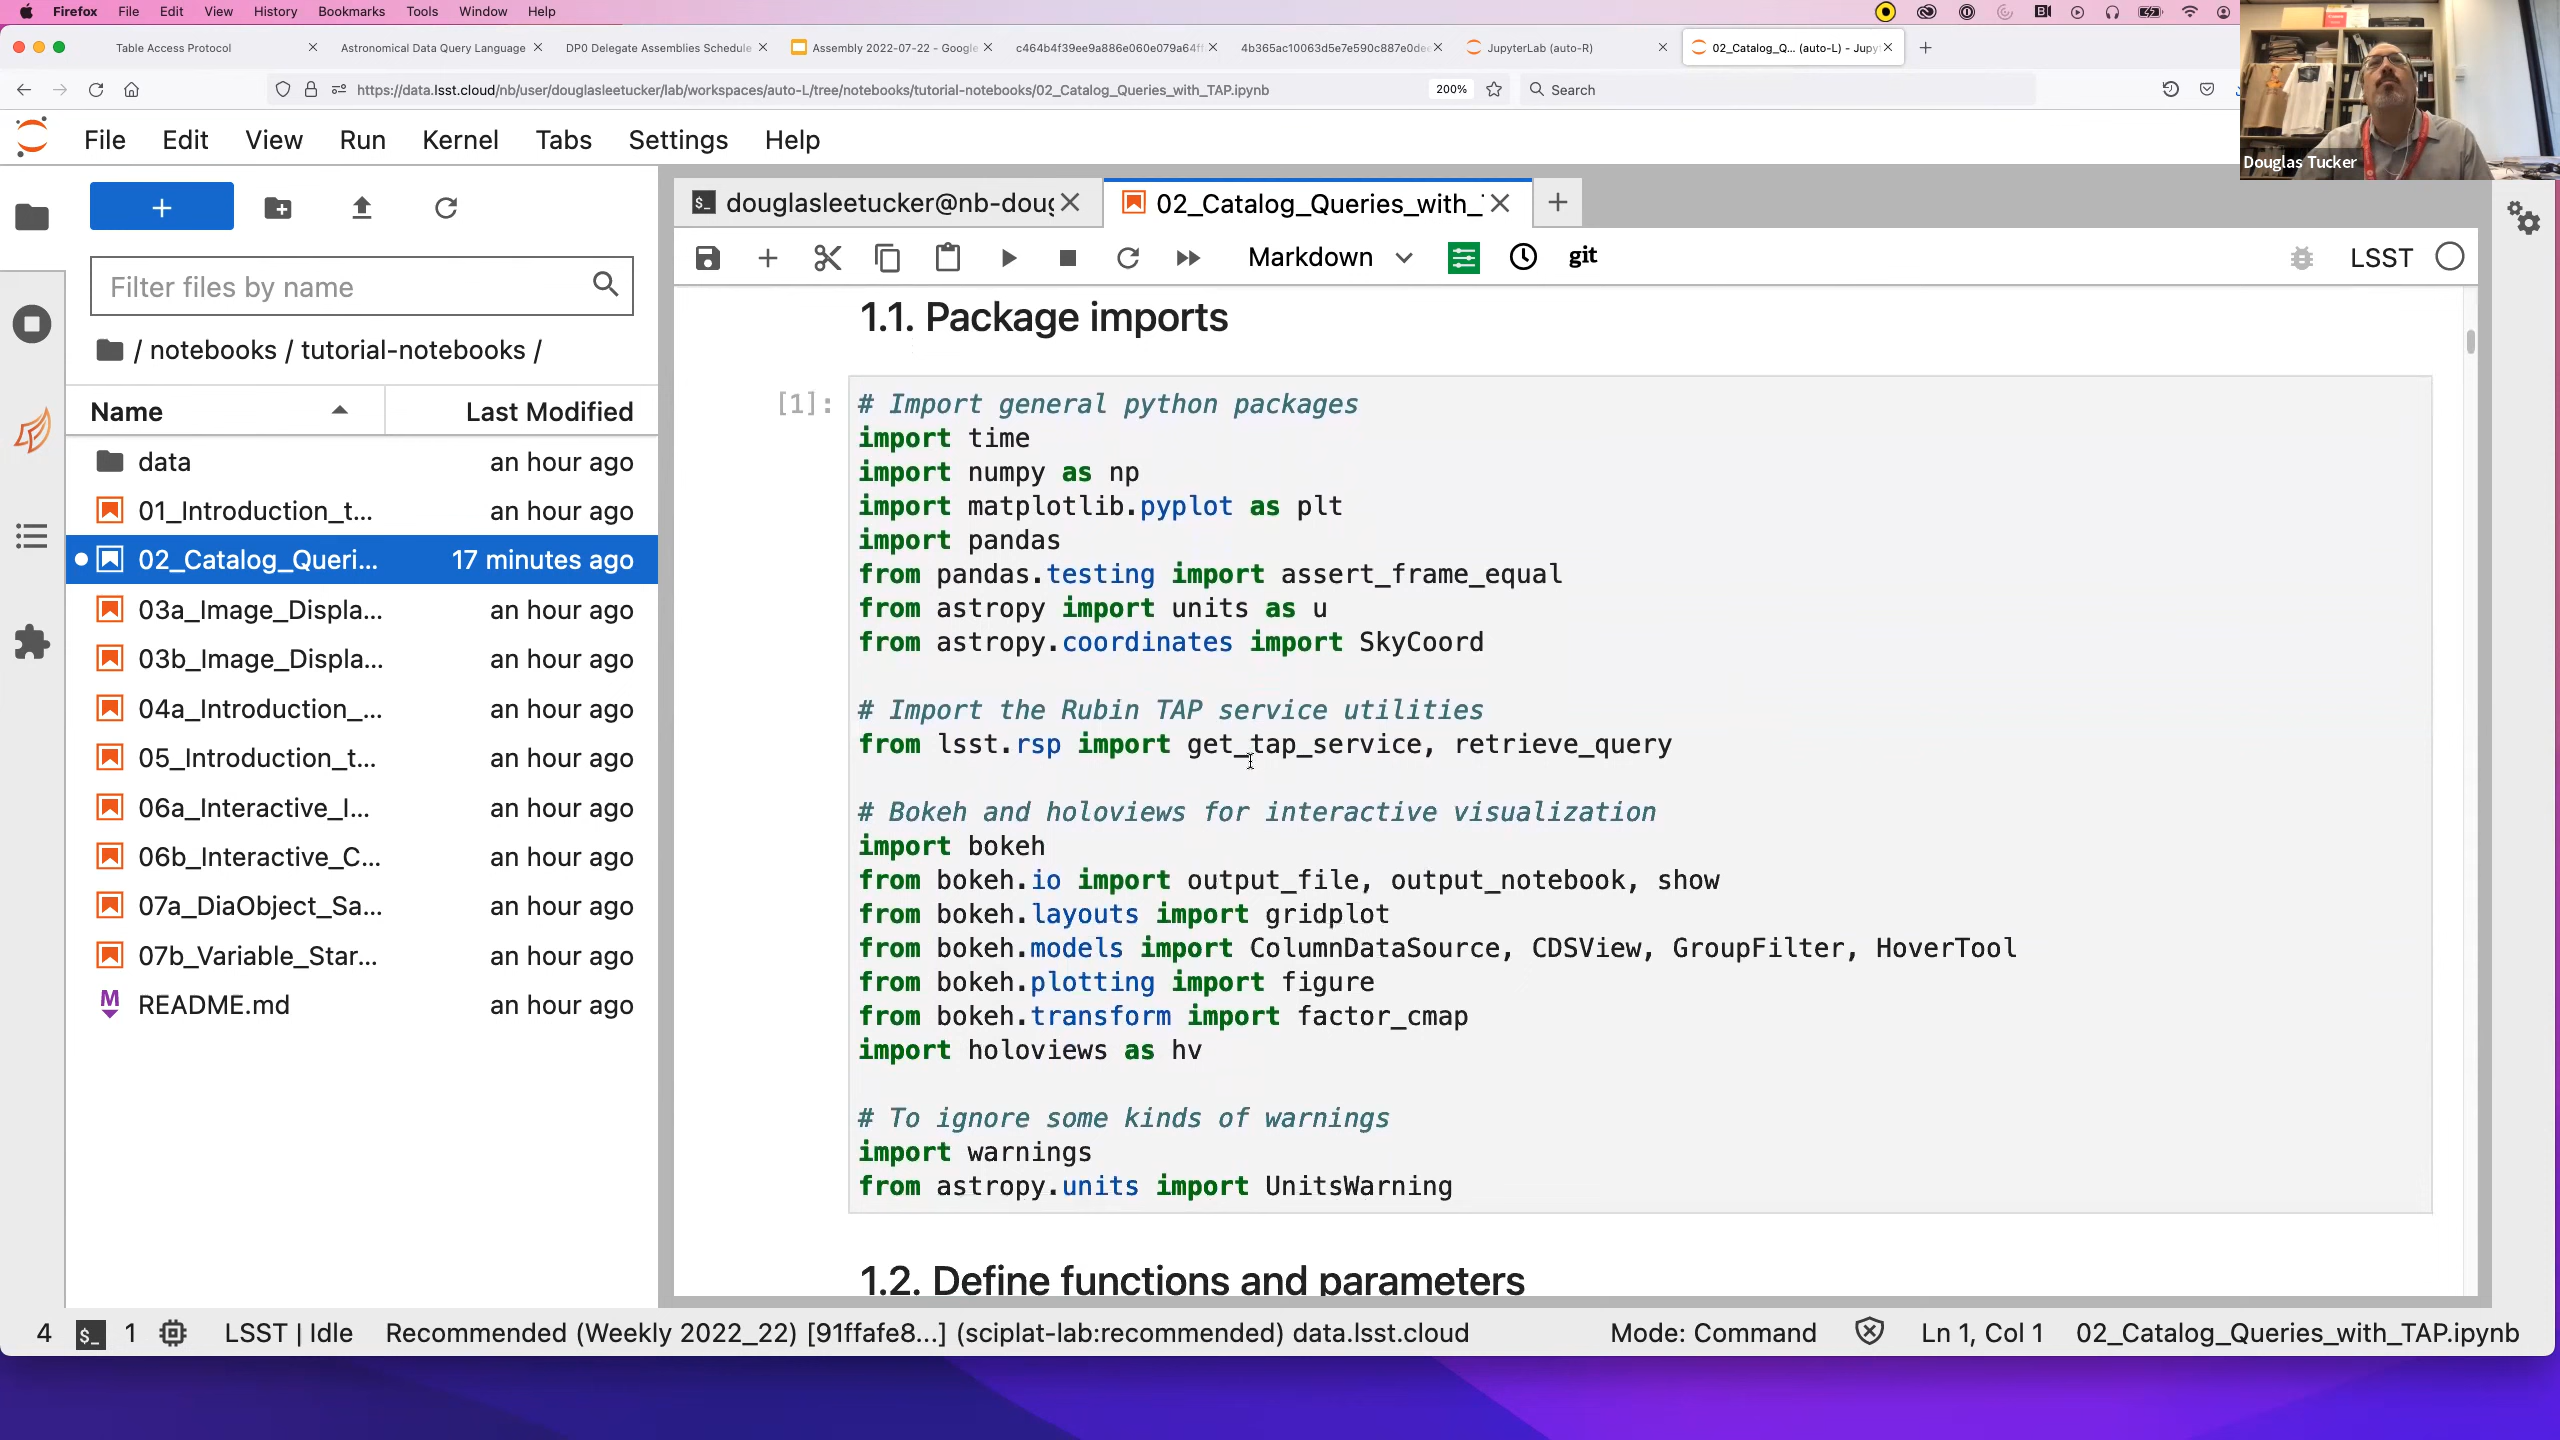 Firefox File Edit View History Bookmarks Tools Window Help
Table Access Protocol
Astronomical Data Query Language
DP0 Delegate Assemblies Schedule
Assembly 2022-07-22 - Google
c464b4f39ee9a886e060e079a64f
4b365ac10063d5e7e590c887e0dee
JupyterLab (auto-R)
02_Catalog_Q... (auto-L) - Jupy
https://data.lsst.cloud/nb/user/douglasleetucker/lab/workspaces/auto-L/tree/notebooks/tutorial-notebooks/02_Catalog_Queries_with_TAP.ipynb
200%
Search
Douglas Tucker
File Edit View Run Kernel Tabs Settings Help
douglasleetucker@nb-doug
02_Catalog_Queries_with_
Markdown
git
LSST
Filter files by name
/ notebooks / tutorial-notebooks /
Name Last Modified
data an hour ago
01_Introduction_t... an hour ago
02_Catalog_Queri... 17 minutes ago
03a_Image_Displa... an hour ago
03b_Image_Displa... an hour ago
04a_Introduction_... an hour ago
05_Introduction_t... an hour ago
06a_Interactive_I... an hour ago
06b_Interactive_C... an hour ago
07a_DiaObject_Sa... an hour ago
07b_Variable_Star... an hour ago
README.md an hour ago
1.1. Package imports
[1]:
# Import general python packages
import time
import numpy as np
import matplotlib.pyplot as plt
import pandas
from pandas.testing import assert_frame_equal
from astropy import units as u
from astropy.coordinates import SkyCoord
# Import the Rubin TAP service utilities
from lsst.rsp import get_tap_service, retrieve_query
# Bokeh and holoviews for interactive visualization
import bokeh
from bokeh.io import output_file, output_notebook, show
from bokeh.layouts import gridplot
from bokeh.models import ColumnDataSource, CDSView, GroupFilter, HoverTool
from bokeh.plotting import figure
from bokeh.transform import factor_cmap
import holoviews as hv
# To ignore some kinds of warnings
import warnings
from astropy.units import UnitsWarning
1.2. Define functions and parameters
4 $_ 1 LSST | Idle Recommended (Weekly 2022_22) [91ffafe8...] (sciplat-lab:recommended) data.lsst.cloud Mode: Command Ln 1, Col 1 02_Catalog_Queries_with_TAP.ipynb